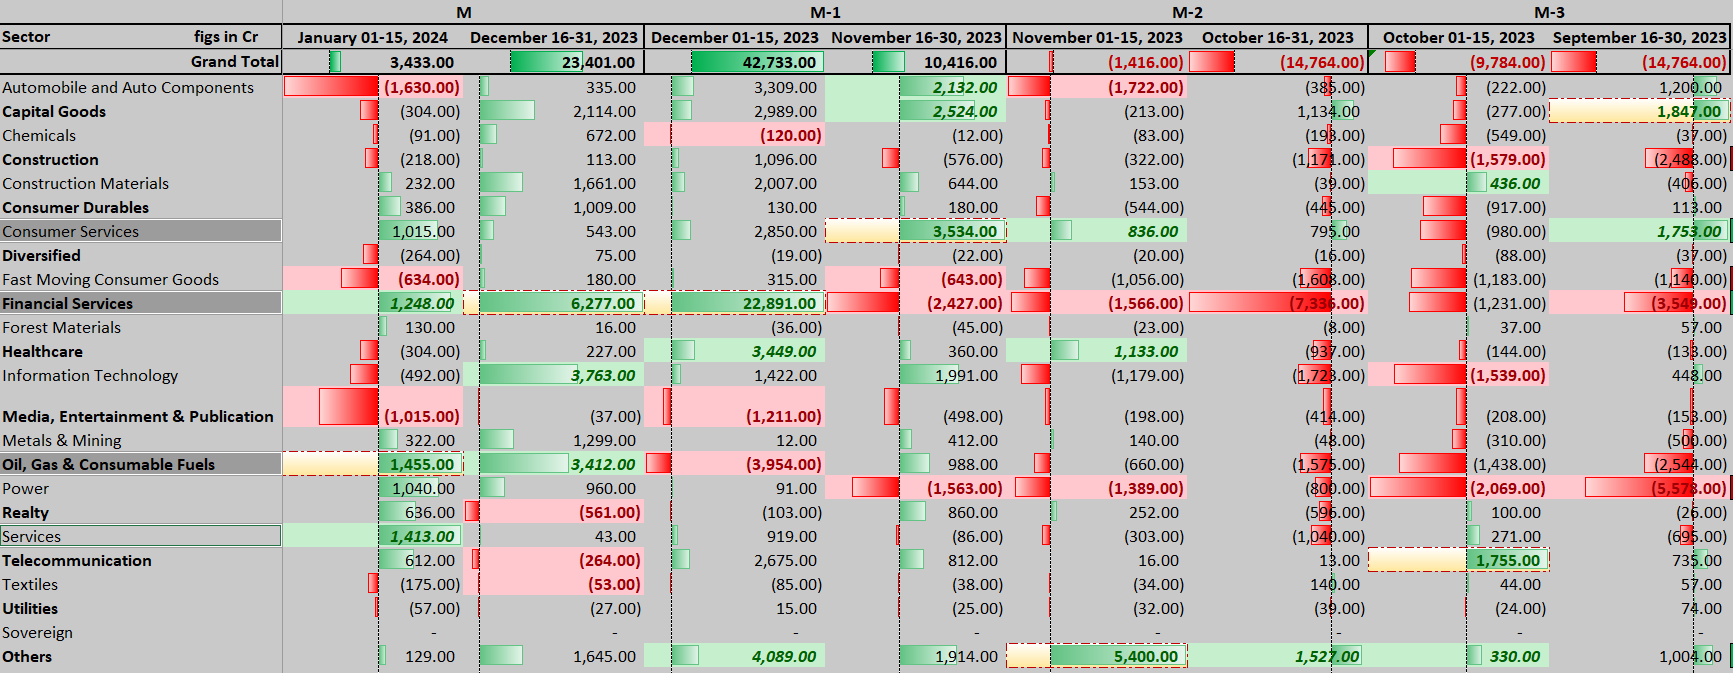 M M-1 M-2 M-3
Sector figs in Cr January 01-15, 2024 December 16-31, 2023 December 01-15, 2023 November 16-30, 2023 November 01-15, 2023 October 16-31, 2023 October 01-15, 2023 September 16-30, 2023
Grand Total 3,433.00 23,401.00 42,733.00 10,416.00 (1,416.00) (14,764.00) (9,784.00) (14,764.00)
Automobile and Auto Components (1,630.00) 335.00 3,309.00 2,132.00 (1,722.00) (385.00) (222.00) 1,200.00
Capital Goods (304.00) 2,114.00 2,989.00 2,524.00 (213.00) 1,134.00 (277.00) 1,847.00
Chemicals (91.00) 672.00 (120.00) (12.00) (83.00) (193.00) (549.00) (37.00)
Construction (218.00) 113.00 1,096.00 (576.00) (322.00) (1,171.00) (1,579.00) (2,488.00)
Construction Materials 232.00 1,661.00 2,007.00 644.00 153.00 (39.00) 436.00 (406.00)
Consumer Durables 386.00 1,009.00 130.00 180.00 (544.00) (445.00) (917.00) 113.00
Consumer Services 1,015.00 543.00 2,850.00 3,534.00 836.00 795.00 (980.00) 1,753.00
Diversified (264.00) 75.00 (19.00) (22.00) (20.00) (16.00) (88.00) (37.00)
Fast Moving Consumer Goods (634.00) 180.00 315.00 (643.00) (1,056.00) (1,608.00) (1,183.00) (1,140.00)
Financial Services 1,248.00 6,277.00 22,891.00 (2,427.00) (1,566.00) (7,336.00) (1,231.00) (3,549.00)
Forest Materials 130.00 16.00 (36.00) (45.00) (23.00) (8.00) 37.00 57.00
Healthcare (304.00) 227.00 3,449.00 360.00 1,133.00 (937.00) (144.00) (133.00)
Information Technology (492.00) 3,763.00 1,422.00 1,991.00 (1,179.00) (1,723.00) (1,539.00) 448.00
Media, Entertainment & Publication (1,015.00) (37.00) (1,211.00) (498.00) (198.00) (414.00) (208.00) (153.00)
Metals & Mining 322.00 1,299.00 12.00 412.00 140.00 (48.00) (310.00) (500.00)
Oil, Gas & Consumable Fuels 1,455.00 3,412.00 (3,954.00) 988.00 (660.00) (1,575.00) (1,438.00) (2,544.00)
Power 1,040.00 960.00 91.00 (1,563.00) (1,389.00) (800.00) (2,069.00) (5,573.00)
Realty 636.00 (561.00) (103.00) 860.00 252.00 (596.00) 100.00 (26.00)
Services 1,413.00 43.00 919.00 (86.00) (303.00) (1,040.00) 271.00 (695.00)
Telecommunication 612.00 (264.00) 2,675.00 812.00 16.00 13.00 1,755.00 735.00
Textiles (175.00) (53.00) (85.00) (38.00) (34.00) 140.00 44.00 57.00
Utilities (57.00) (27.00) 15.00 (25.00) (32.00) (39.00) (24.00) 74.00
Sovereign - - - - - - - -
Others 129.00 1,645.00 4,089.00 1,914.00 5,400.00 1,527.00 330.00 1,004.00